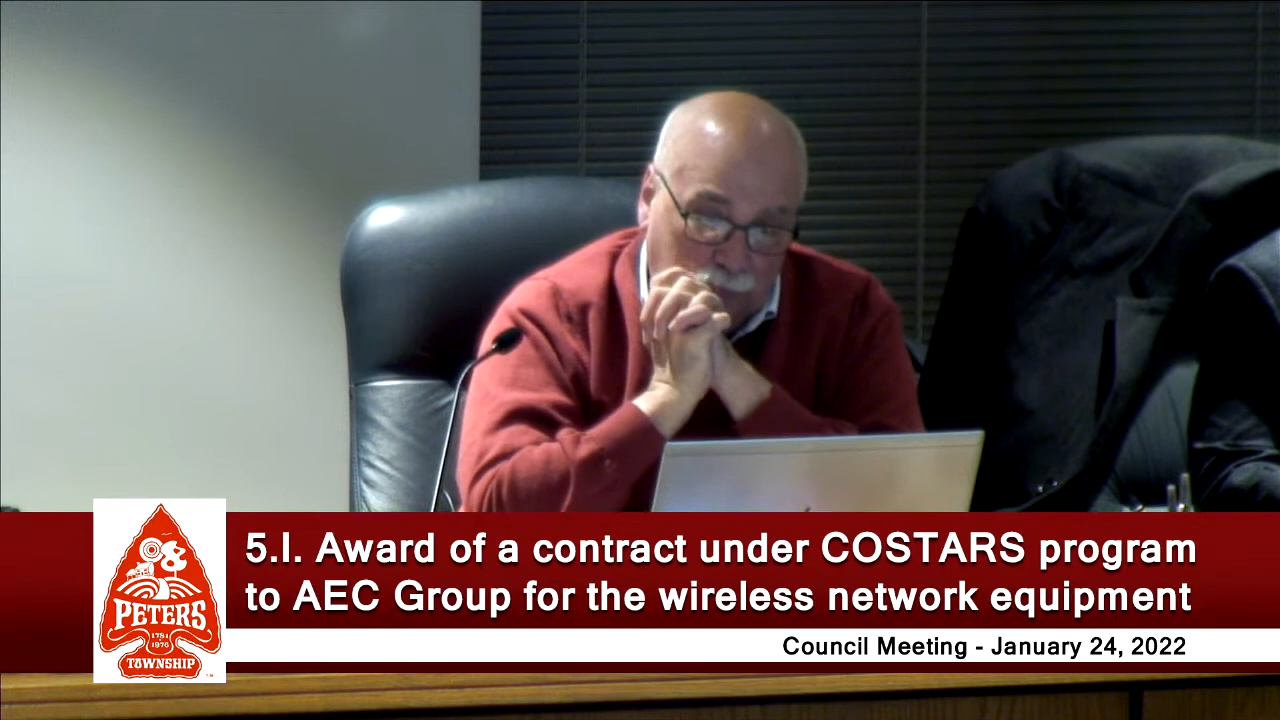 5.I. Award of a contract under COSTARS program
to AEC Group for the wireless network equipment
Council Meeting - January 24, 2022
PETERS
1781
1976
TOWNSHIP